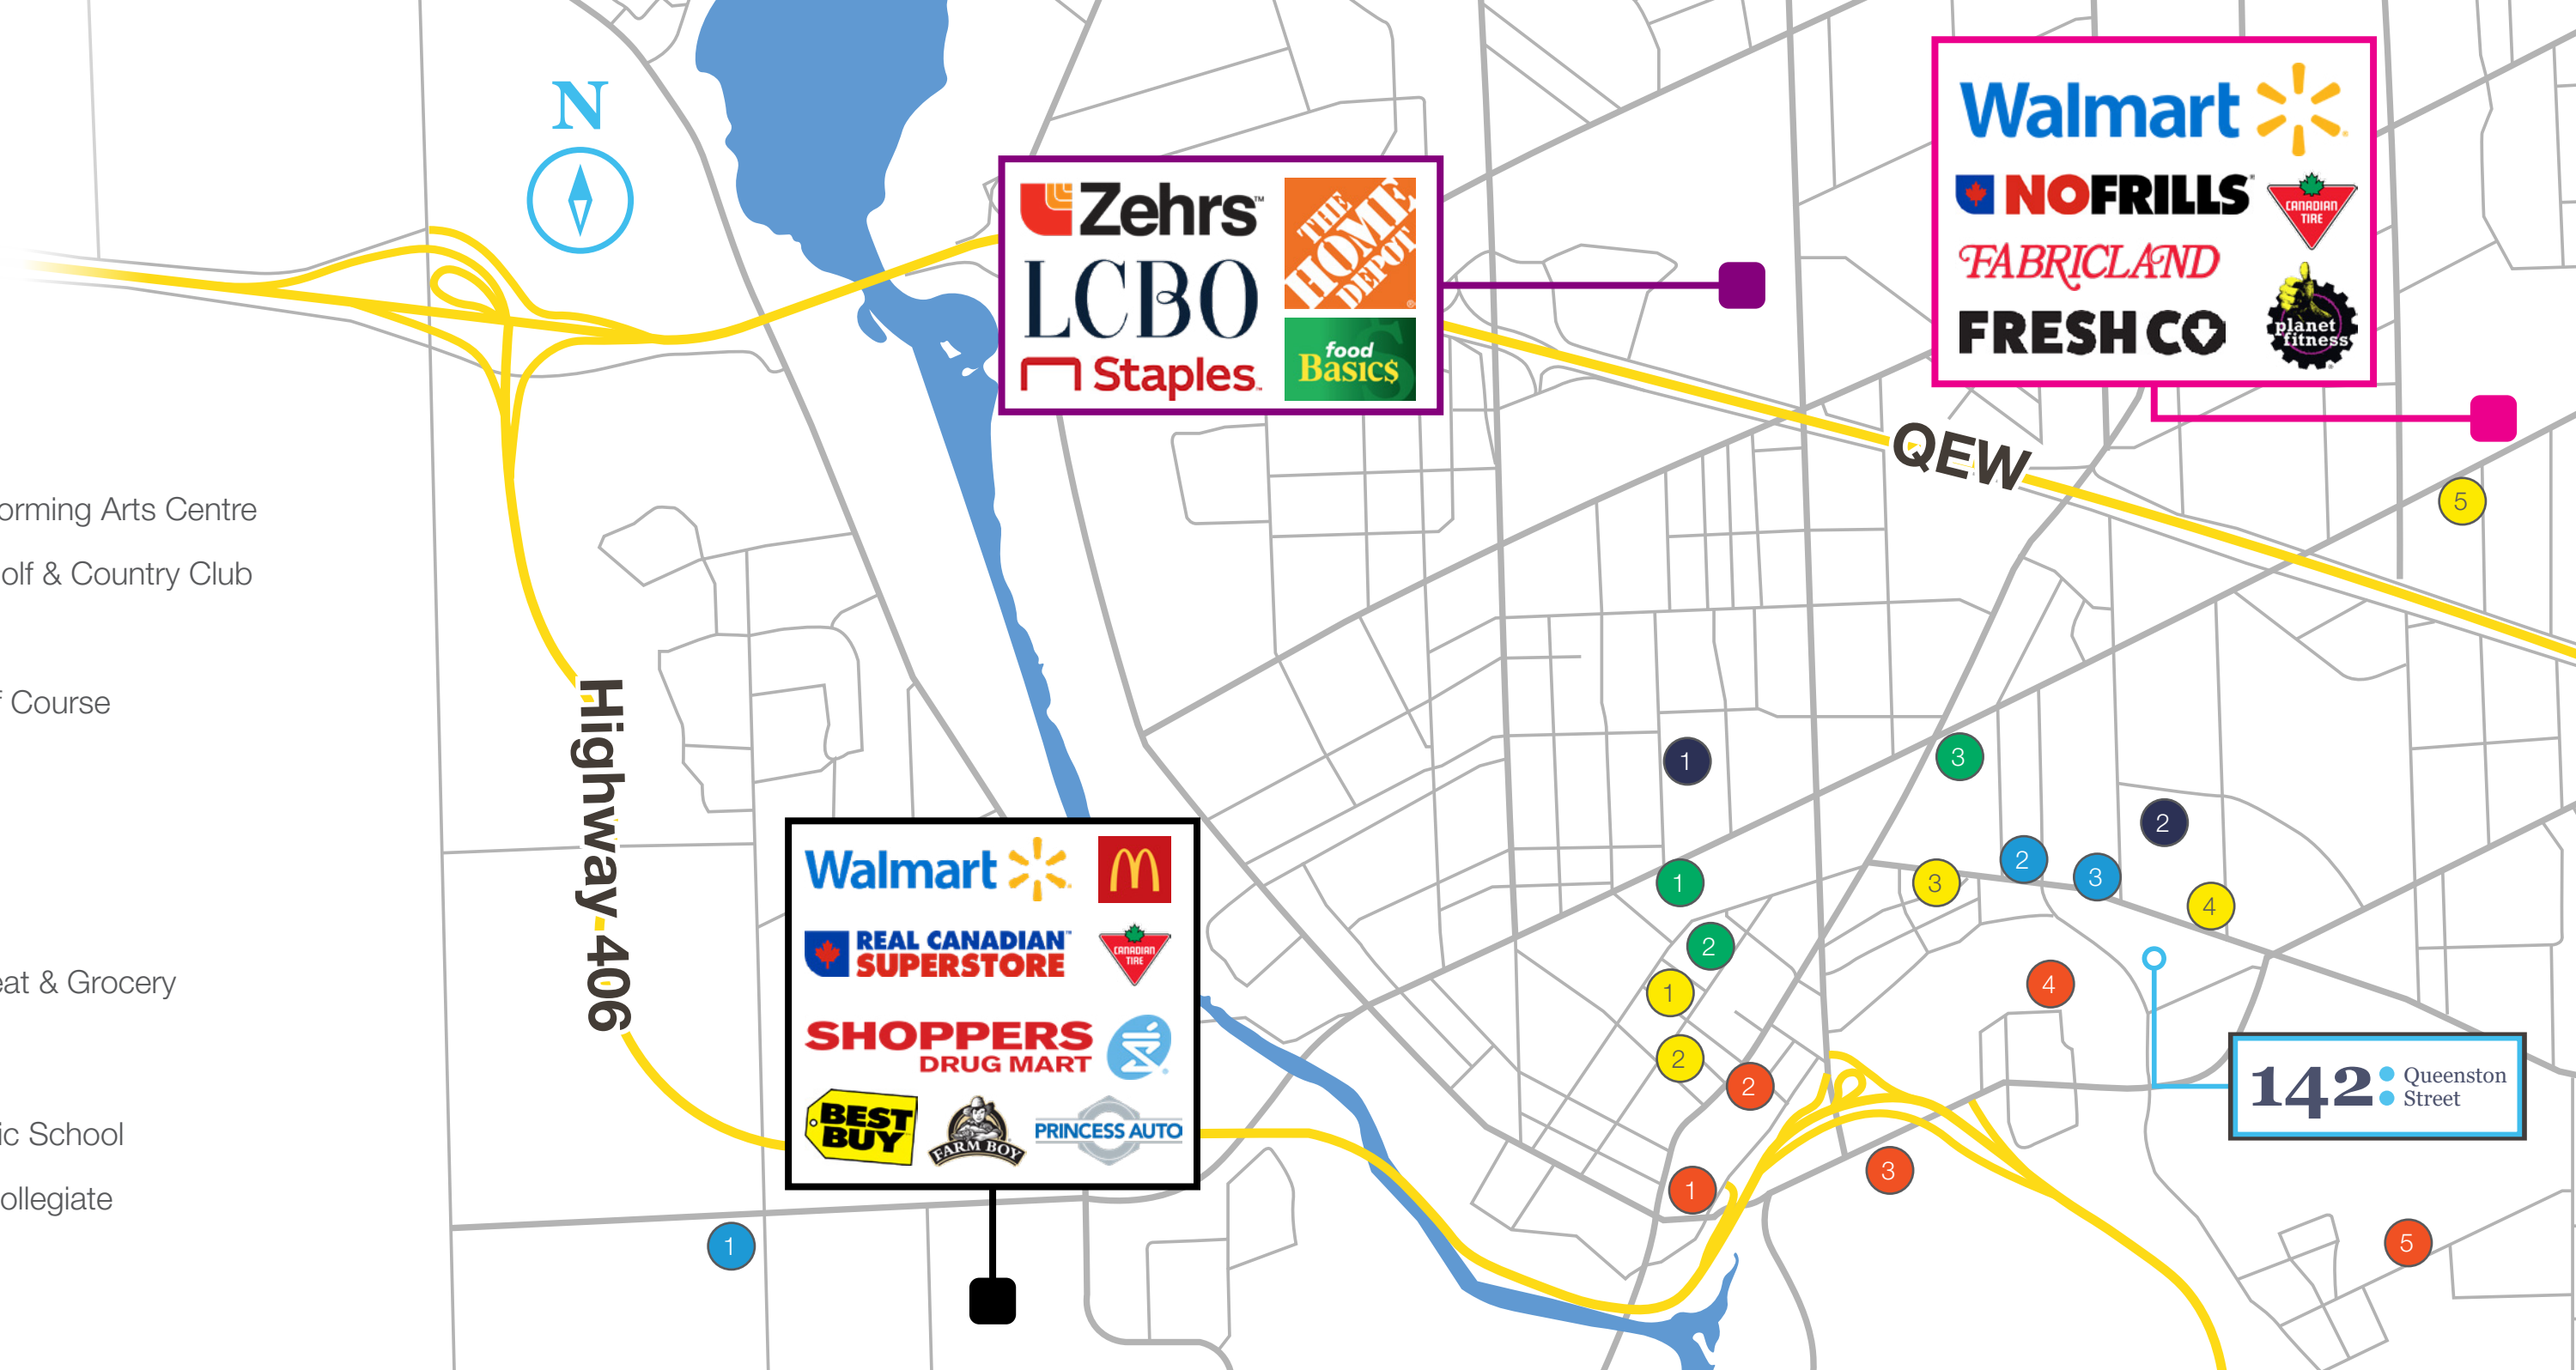 N
Walmart
NOFRILLS
CANADIAN
TIRE
FABRICLAND
FRESHCO
planet
fitness
Zehrs™
THE
HOME
DEPOT
LCBO
food
Basic$
Staples
QEW
5
orming Arts Centre
olf & Country Club
Course
Highway 406
1
3
2
2
3
3
4
1
2
1
2
2
4
1
3
5
Walmart
REAL CANADIAN™
SUPERSTORE
CANADIAN
TIRE
SHOPPERS
DRUG MART
BEST
BUY
FARM BOY
PRINCESS AUTO
eat & Grocery
142: Queenston
Street
ic School
ollegiate
1